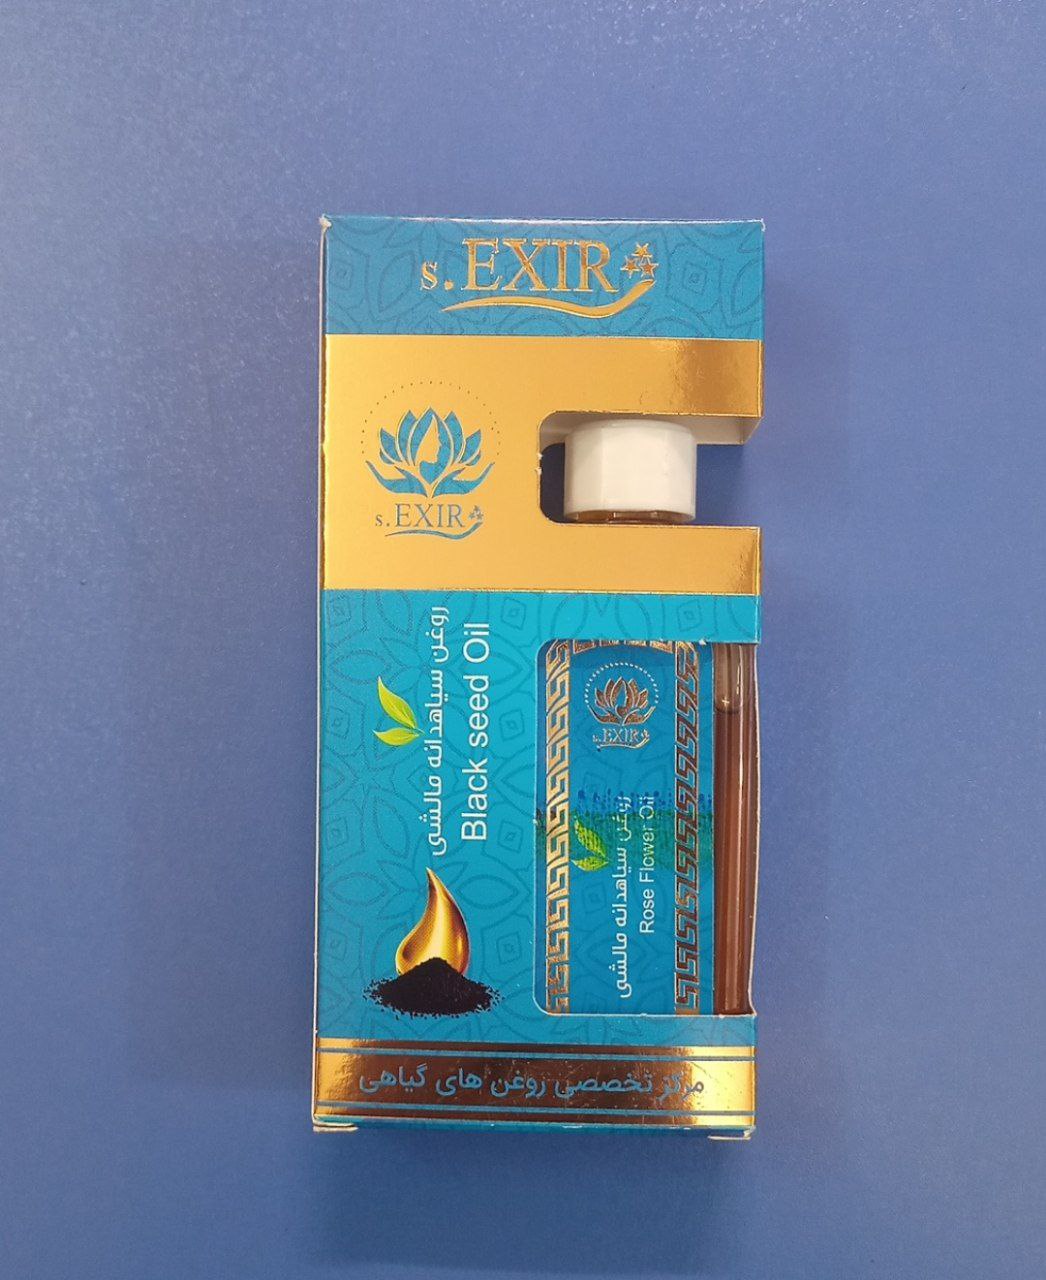 s.EXIR
s.EXIR
روغن سیاهدانه مالشی
Black seed Oil
s.EXIR
روغن سیاهدانه مالشی
Rose Flower Oil
مرکز تخصصی روغن های گیاهی